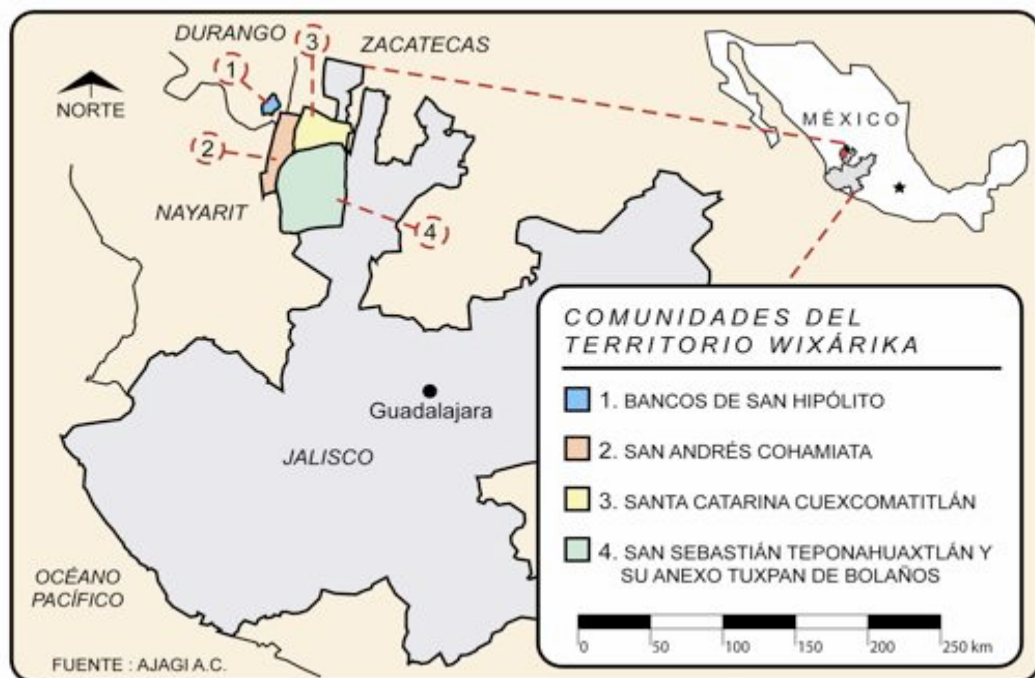 DURANGO
3
ZACATECAS
1
NORTE
MÉXICO
2
NAYARIT
4
Guadalajara
JALISCO
OCÉANO
PACÍFICO
FUENTE : AJAGI A.C.
COMUNIDADES DEL
TERRITORIO WIXÁRIKA
1. BANCOS DE SAN HIPÓLITO
2. SAN ANDRÉS COHAMIATA
3. SANTA CATARINA CUEXCOMATITLÁN
4. SAN SEBASTIÁN TEPONAHUAXTLÁN Y
SU ANEXO TUXPAN DE BOLAÑOS
0 50 100 150 200 250 km